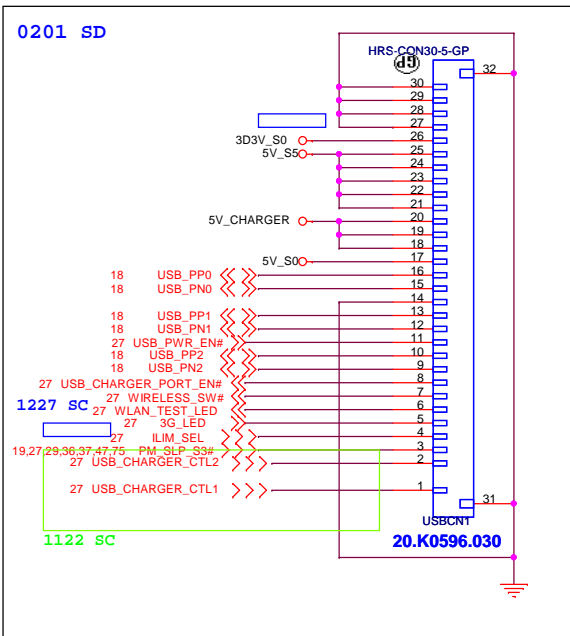 0201 SD
HRS-CON30-5-GP
GP
32
30
29
28
27
3D3V_S0 26
5V_S5 25
24
23
22
21
5V_CHARGER 20
19
18
5V_S0 17
18 USB_PP0 16
18 USB_PN0 15
14
18 USB_PP1 13
18 USB_PN1 12
27 USB_PWR_EN# 11
18 USB_PP2 10
18 USB_PN2 9
27 USB_CHARGER_PORT_EN# 8
27 WIRELESS_SW# 7
1227 SC
27 WLAN_TEST_LED 6
27 3G_LED 5
27 ILIM_SEL 4
19,27,29,36,37,47,75 PM_SLP_S3# 3
27 USB_CHARGER_CTL2 2
27 USB_CHARGER_CTL1 1
31
USBCN1
1122 SC
20.K0596.030